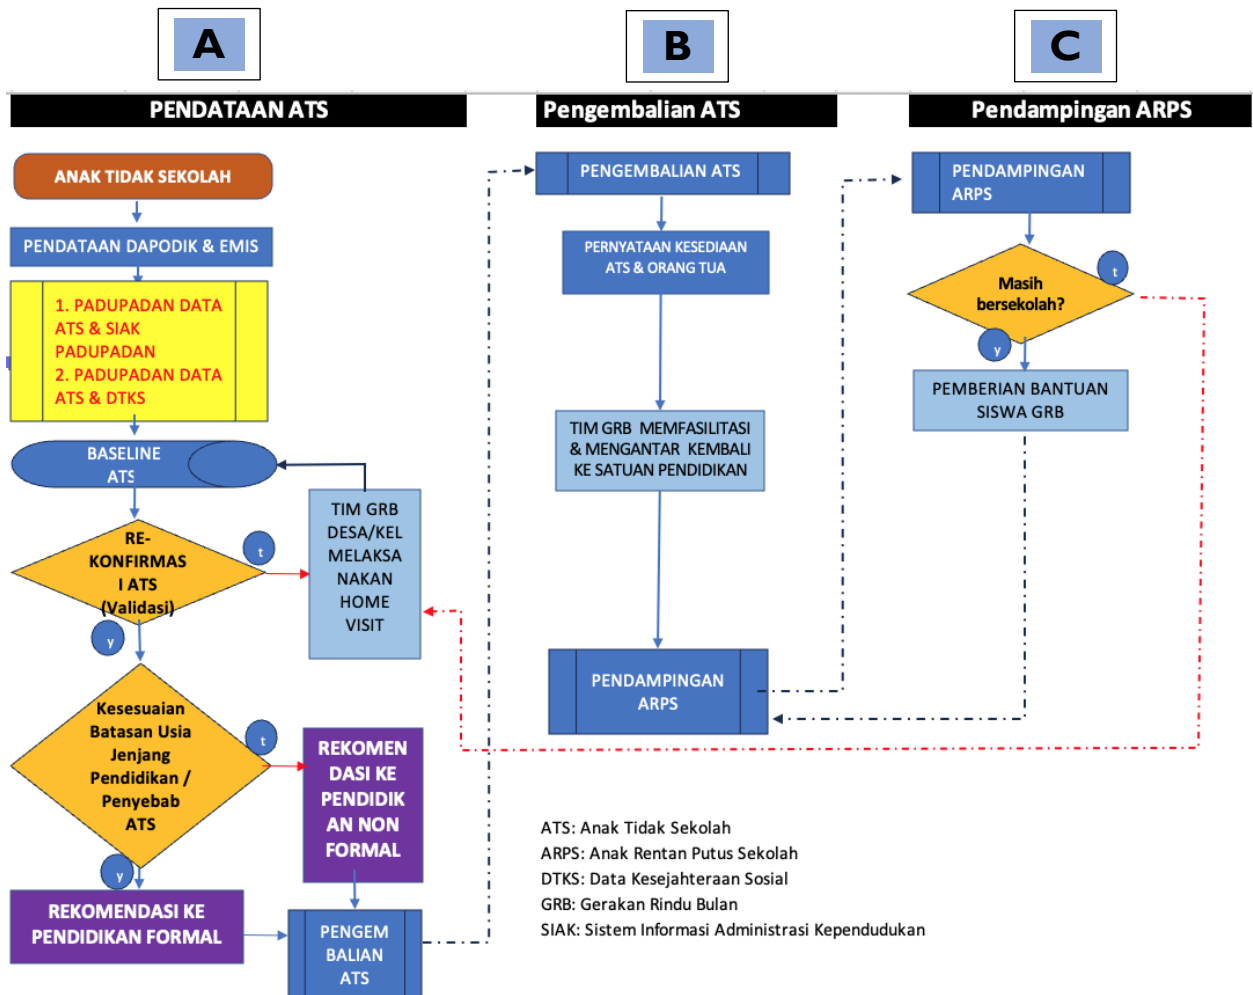 A
B
C
PENDATAAN ATS
Pengembalian ATS
Pendampingan ARPS
ANAK TIDAK SEKOLAH
PENDATAAN DAPODIK & EMIS
1. PADUPADAN DATA
ATS & SIAK
PADUPADAN
2. PADUPADAN DATA
ATS & DTKS
BASELINE
ATS
RE-
KONFIRMAS
I ATS
(Validasi)
t
TIM GRB
DESA/KEL
MELAKSA
NAKAN
HOME
VISIT
y
Kesesuaian
Batasan Usia
Jenjang
Pendidikan /
Penyebab
ATS
t
REKOMEN
DASI KE
PENDIDIK
AN NON
FORMAL
y
REKOMENDASI KE
PENDIDIKAN FORMAL
PENGEM
BALIAN
ATS
PENGEMBALIAN ATS
PERNYATAAN KESEDIAAN
ATS & ORANG TUA
TIM GRB MEMFASILITASI
& MENGANTAR KEMBALI
KE SATUAN PENDIDIKAN
PENDAMPINGAN
ARPS
PENDAMPINGAN
ARPS
Masih
bersekolah?
t
y
PEMBERIAN BANTUAN
SISWA GRB
ATS: Anak Tidak Sekolah
ARPS: Anak Rentan Putus Sekolah
DTKS: Data Kesejahteraan Sosial
GRB: Gerakan Rindu Bulan
SIAK: Sistem Informasi Administrasi Kependudukan